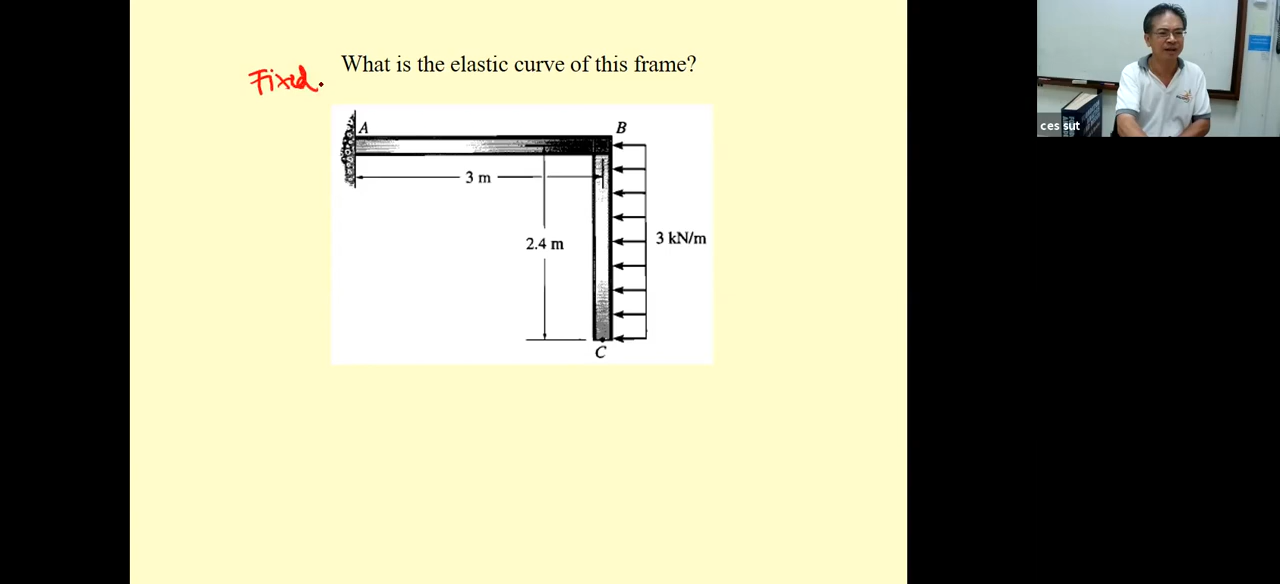 What is the elastic curve of this frame?
Fixed.
A
B
3 m
2.4 m
3 kN/m
C
ces sut